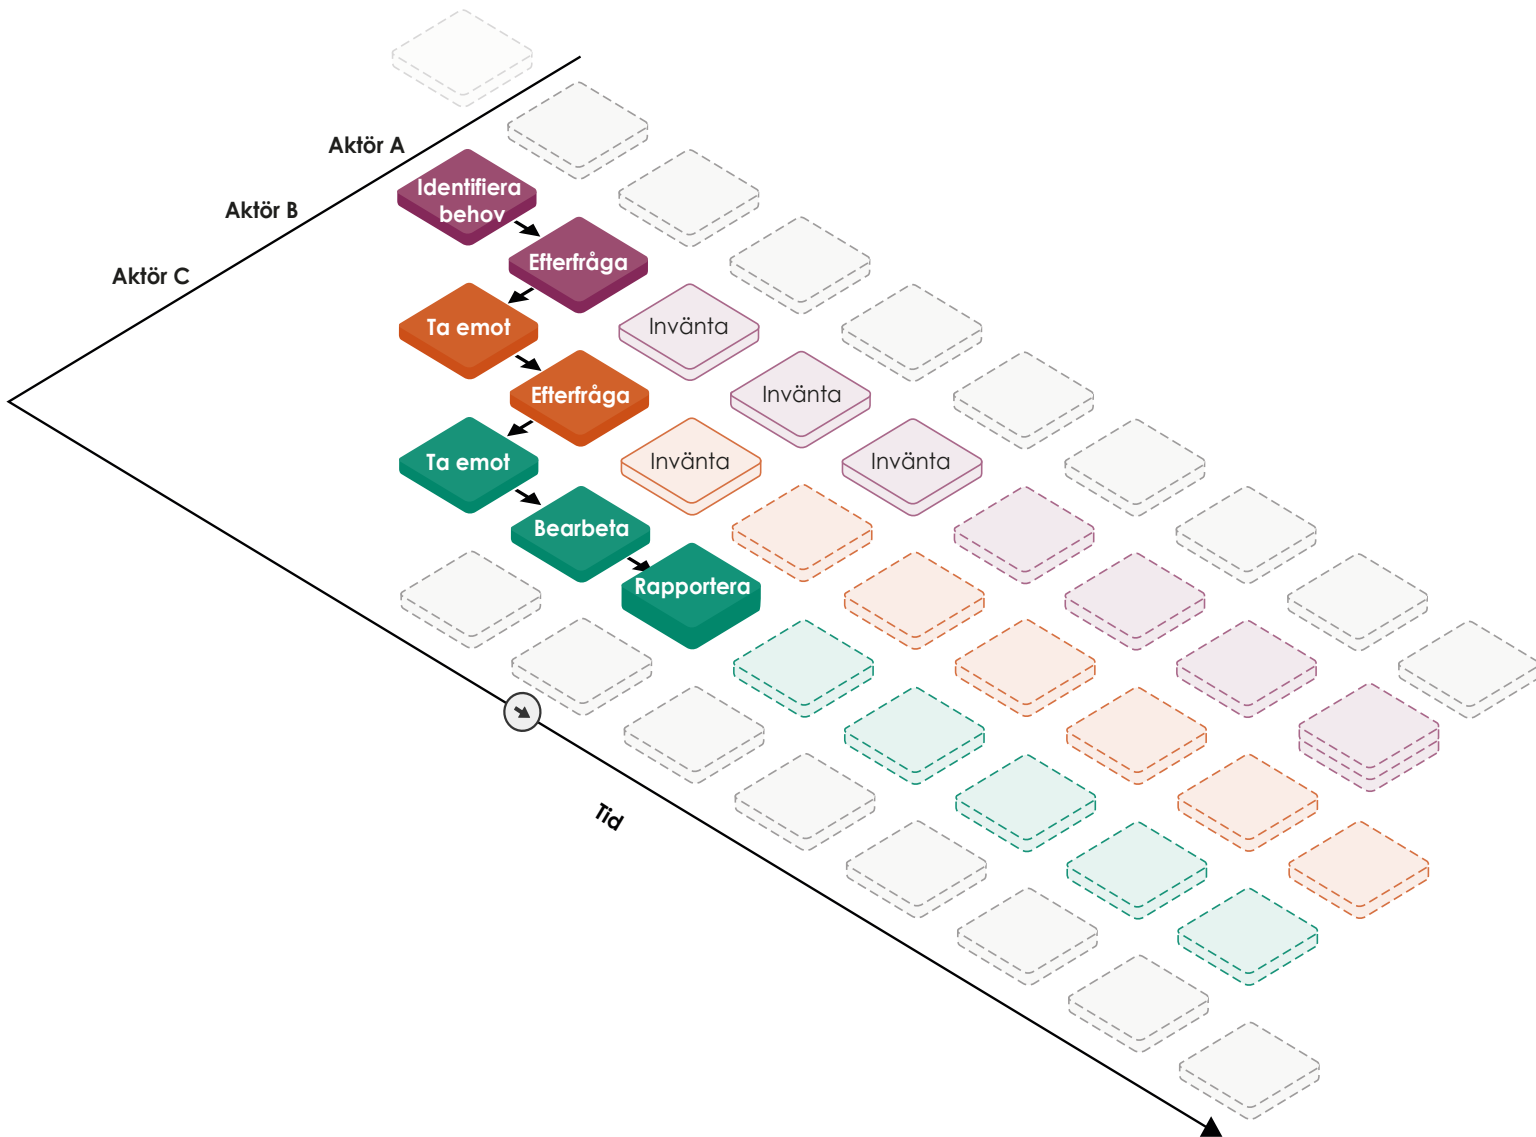 Aktör A
Identifiera
behov
Aktör B
Efterfråga
Aktör C
Ta emot
Invänta
Efterfråga
Invänta
Ta emot
Invänta
Invänta
Bearbeta
Rapportera
Tid